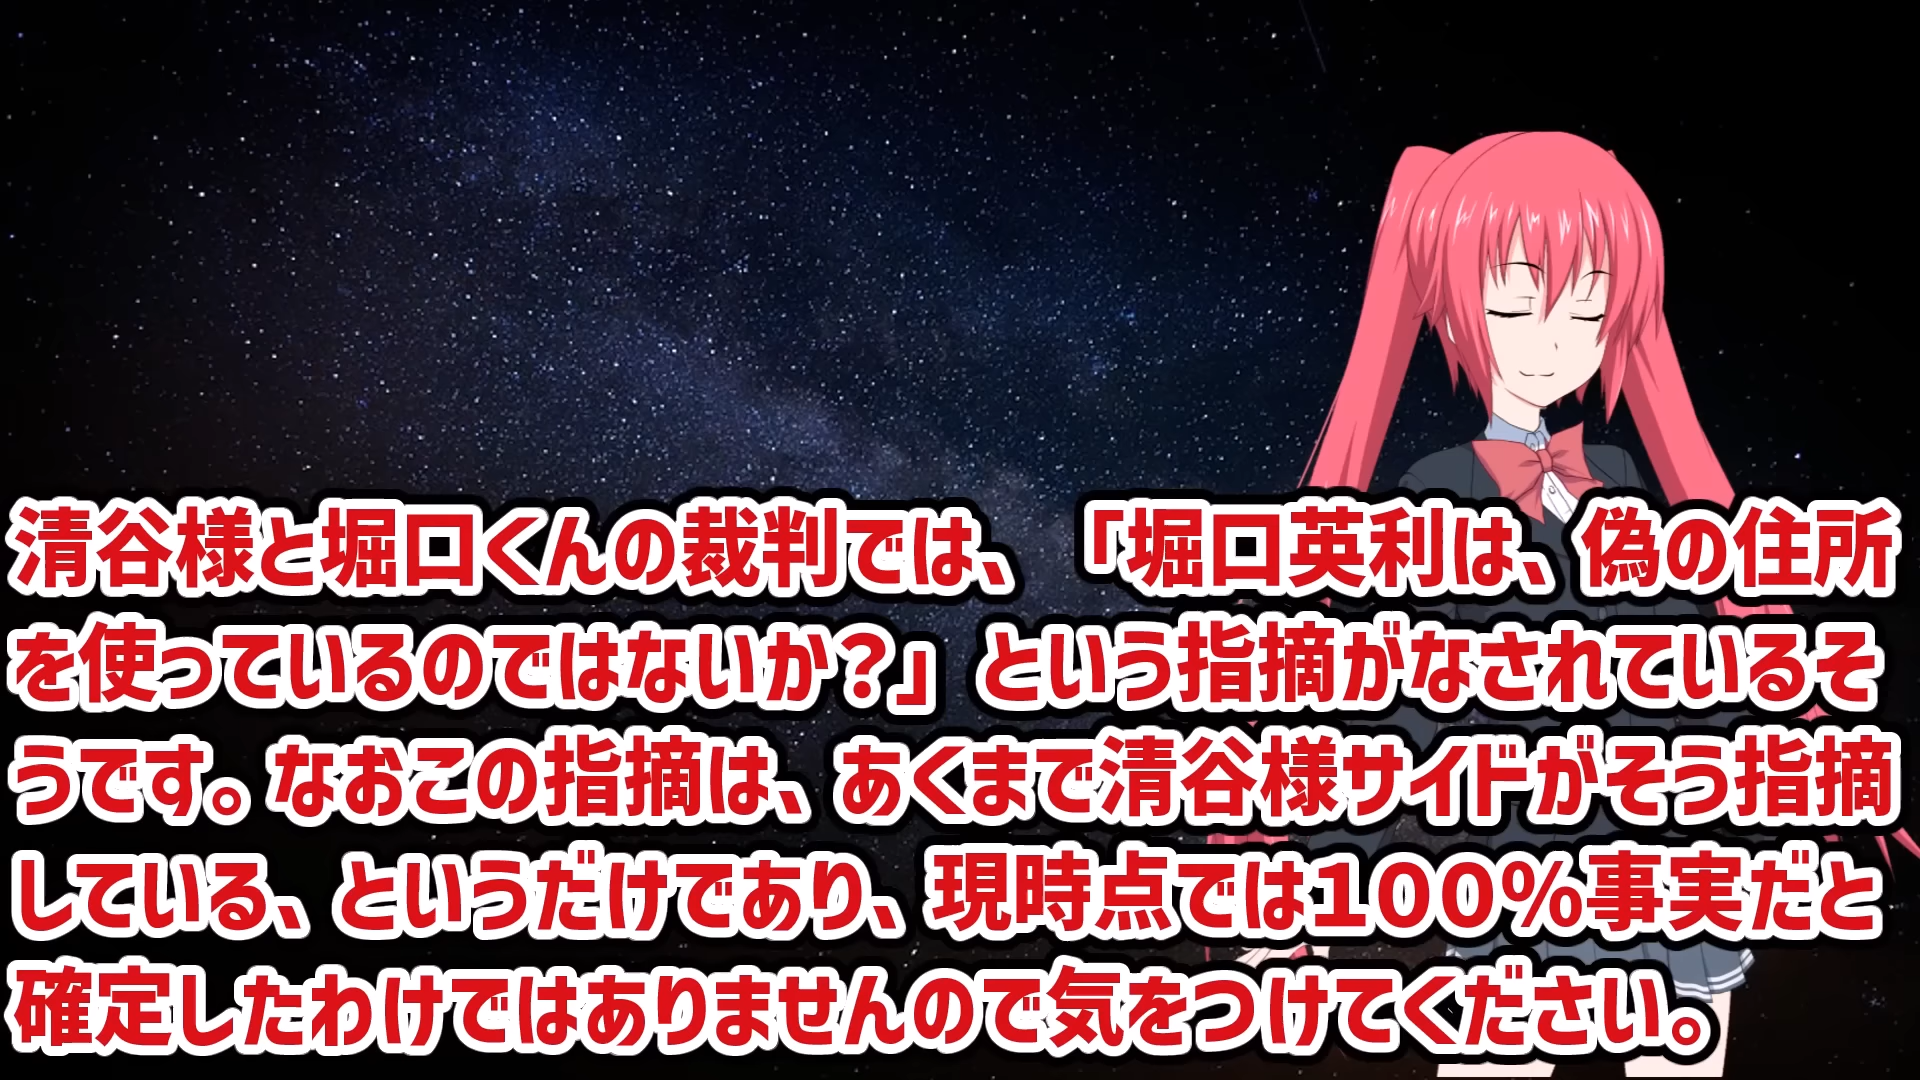 清谷様と堀口くんの裁判では、「堀口英利は、偽の住所
を使っているのではないか？」という指摘がなされているそ
うです。なおこの指摘は、あくまで清谷様サイドがそう指摘
している、というだけであり、現時点では１００％事実だと
確定したわけではありませんので気をつけてください。